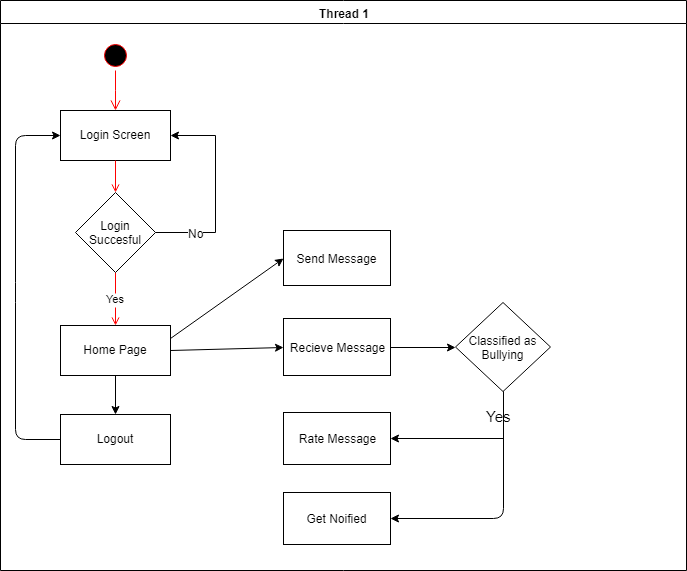 Thread 1
Login Screen
Login
Succesful
No
Yes
Send Message
Home Page
Recieve Message
Classified as
Bullying
Yes
Logout
Rate Message
Get Noified